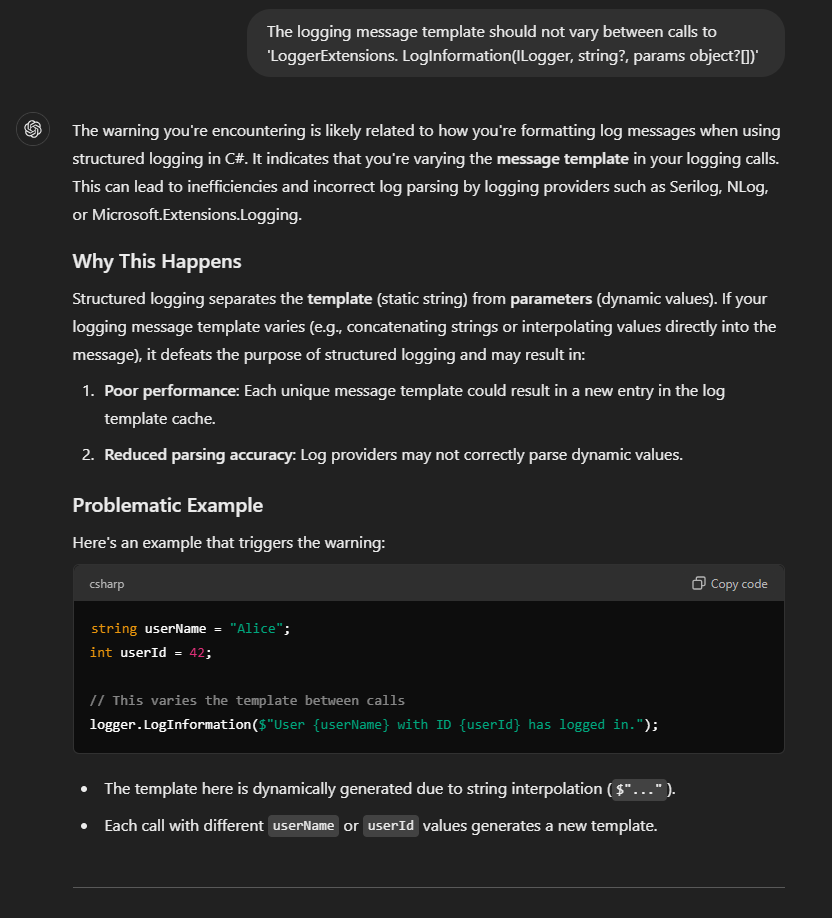 The logging message template should not vary between calls to
'LoggerExtensions. LogInformation(ILogger, string?, params object?[])'
The warning you're encountering is likely related to how you're formatting log messages when using
structured logging in C#. It indicates that you're varying the message template in your logging calls.
This can lead to inefficiencies and incorrect log parsing by logging providers such as Serilog, NLog,
or Microsoft.Extensions.Logging.
Why This Happens
Structured logging separates the template (static string) from parameters (dynamic values). If your
logging message template varies (e.g., concatenating strings or interpolating values directly into the
message), it defeats the purpose of structured logging and may result in:
1. Poor performance: Each unique message template could result in a new entry in the log
template cache.
2. Reduced parsing accuracy: Log providers may not correctly parse dynamic values.
Problematic Example
Here's an example that triggers the warning:
csharp Copy code
string userName = "Alice";
int userId = 42;
// This varies the template between calls
logger.LogInformation($"User {userName} with ID {userId} has logged in.");
• The template here is dynamically generated due to string interpolation ( $"..." ).
• Each call with different userName or userId values generates a new template.